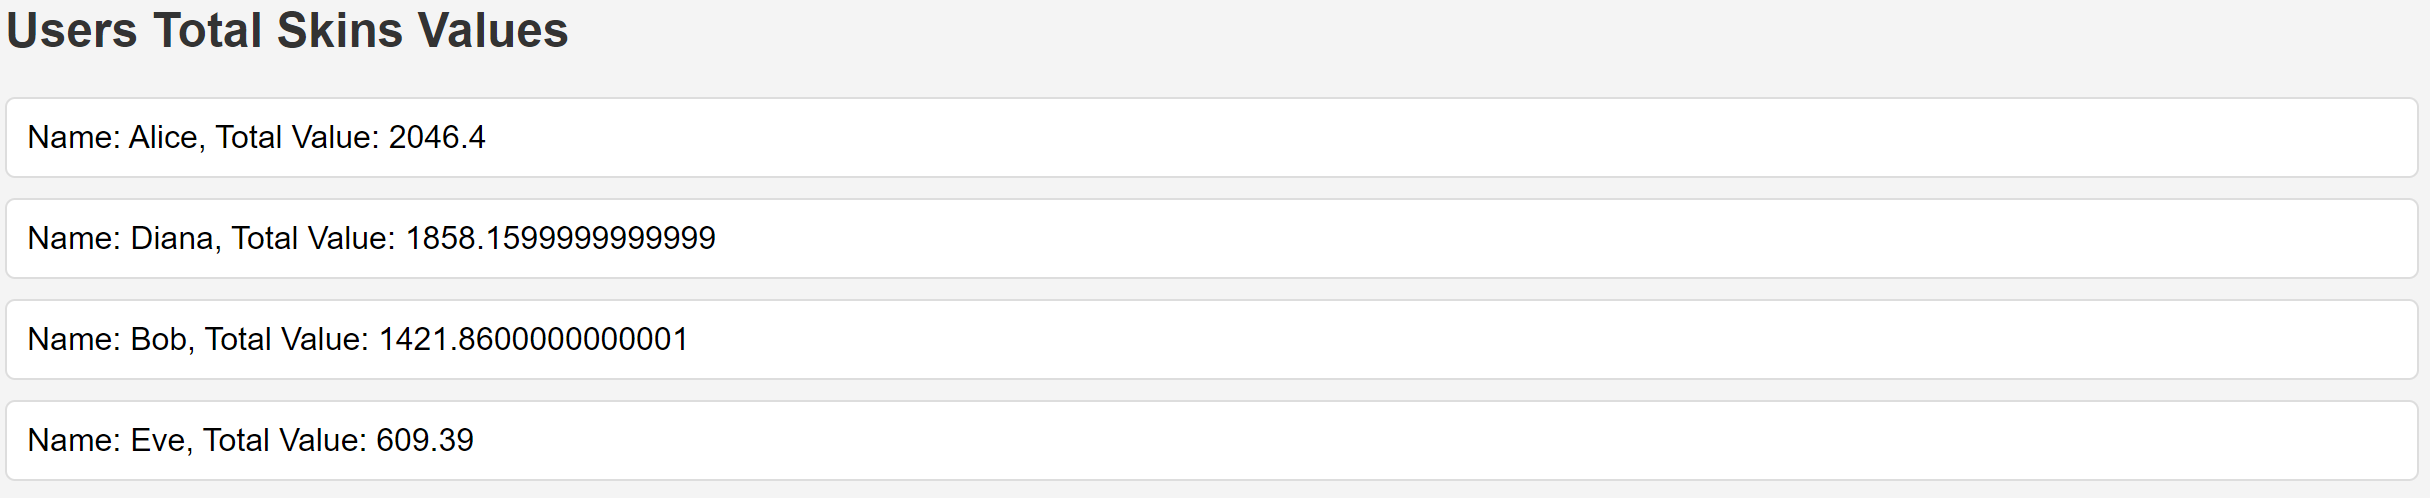 Users Total Skins Values
Name: Alice, Total Value: 2046.4
Name: Diana, Total Value: 1858.1599999999999
Name: Bob, Total Value: 1421.8600000000001
Name: Eve, Total Value: 609.39